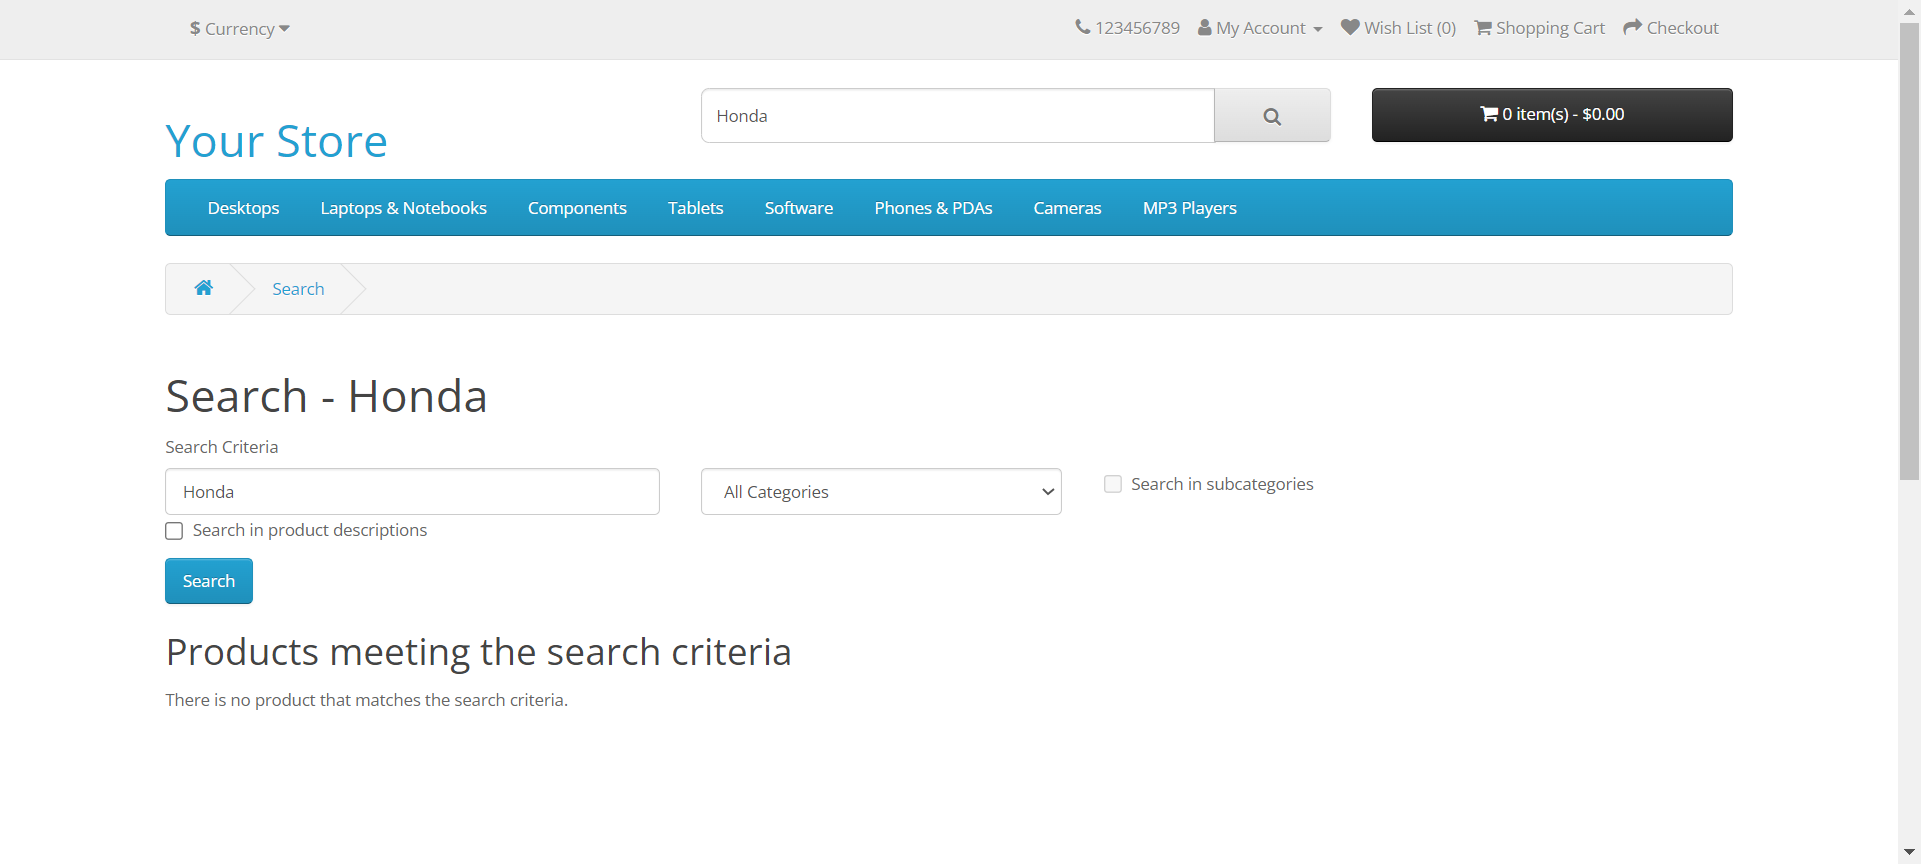 $ Currency
123456789 My Account Wish List (0) Shopping Cart Checkout
Your Store
Honda
0 item(s) - $0.00
Desktops Laptops & Notebooks Components Tablets Software Phones & PDAs Cameras MP3 Players
Search
Search - Honda
Search Criteria
Honda All Categories Search in subcategories
Search in product descriptions
Search
Products meeting the search criteria
There is no product that matches the search criteria.